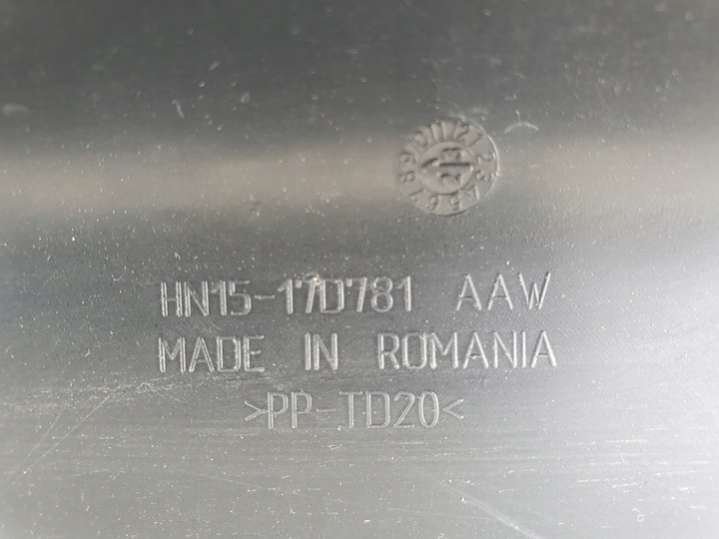 HN15-17D781 AAW
MADE IN ROMANIA
>PP-TD20<